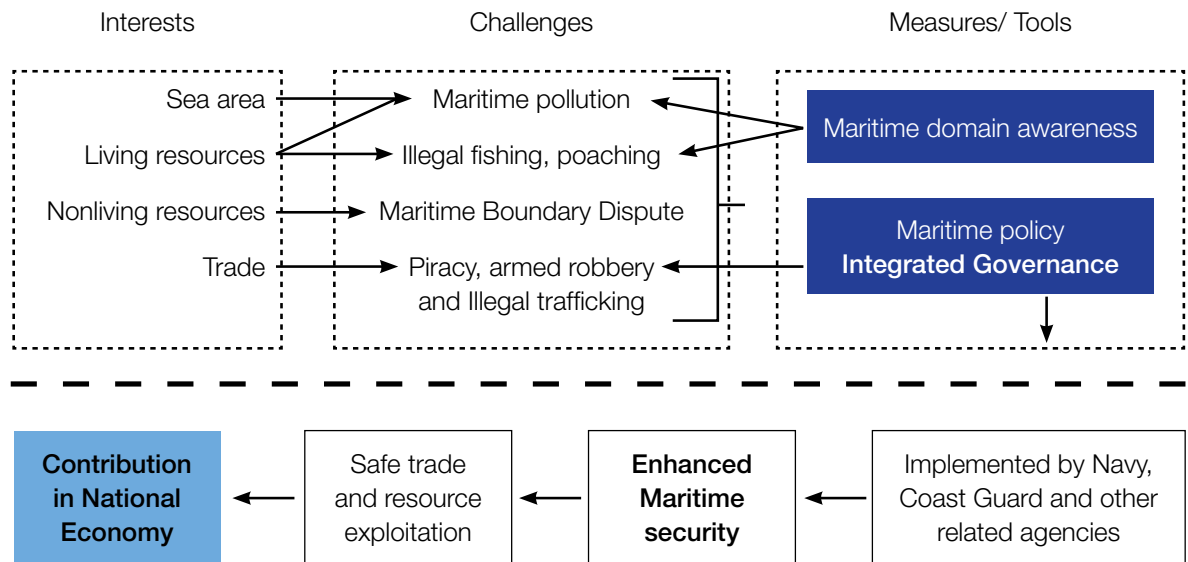 Interests
Challenges
Measures/ Tools
Sea area
Living resources
Nonliving resources
Trade
Maritime pollution
Illegal fishing, poaching
Maritime Boundary Dispute
Piracy, armed robbery
and Illegal trafficking
Maritime domain awareness
Maritime policy
Integrated Governance
Contribution
in National
Economy
Safe trade
and resource
exploitation
Enhanced
Maritime
security
Implemented by Navy,
Coast Guard and other
related agencies